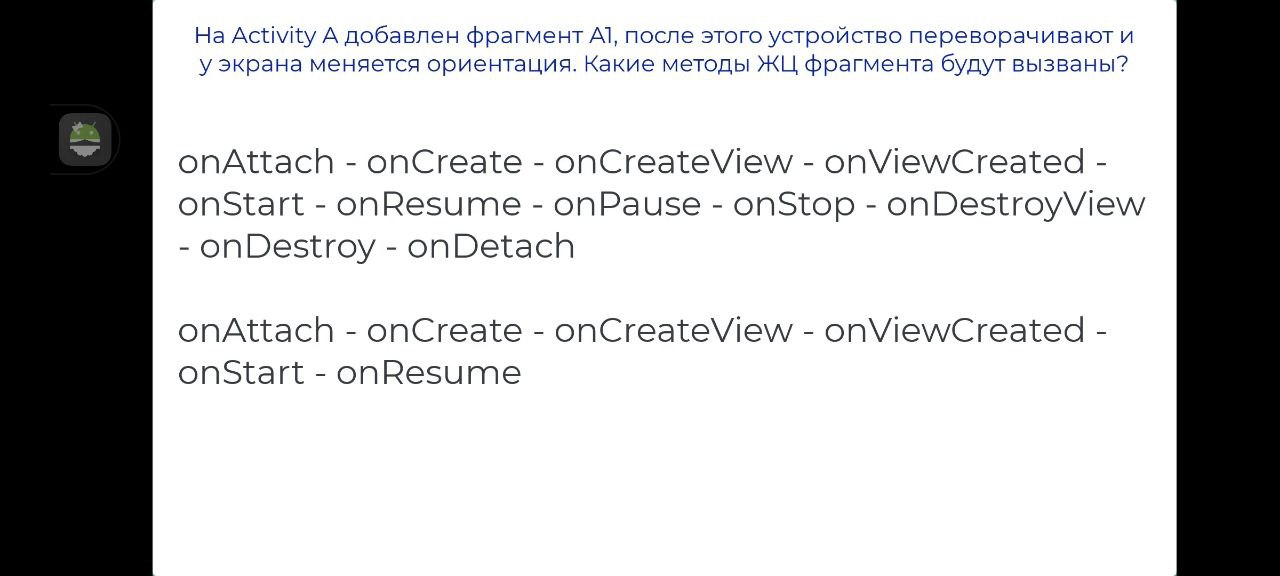 На Activity А добавлен фрагмент А1, после этого устройство переворачивают и
у экрана меняется ориентация. Какие методы ЖЦ фрагмента будут вызваны?
onAttach - onCreate - onCreateView - onViewCreated -
onStart - onResume - onPause - onStop - onDestroyView
- onDestroy - onDetach
onAttach - onCreate - onCreateView - onViewCreated -
onStart - onResume